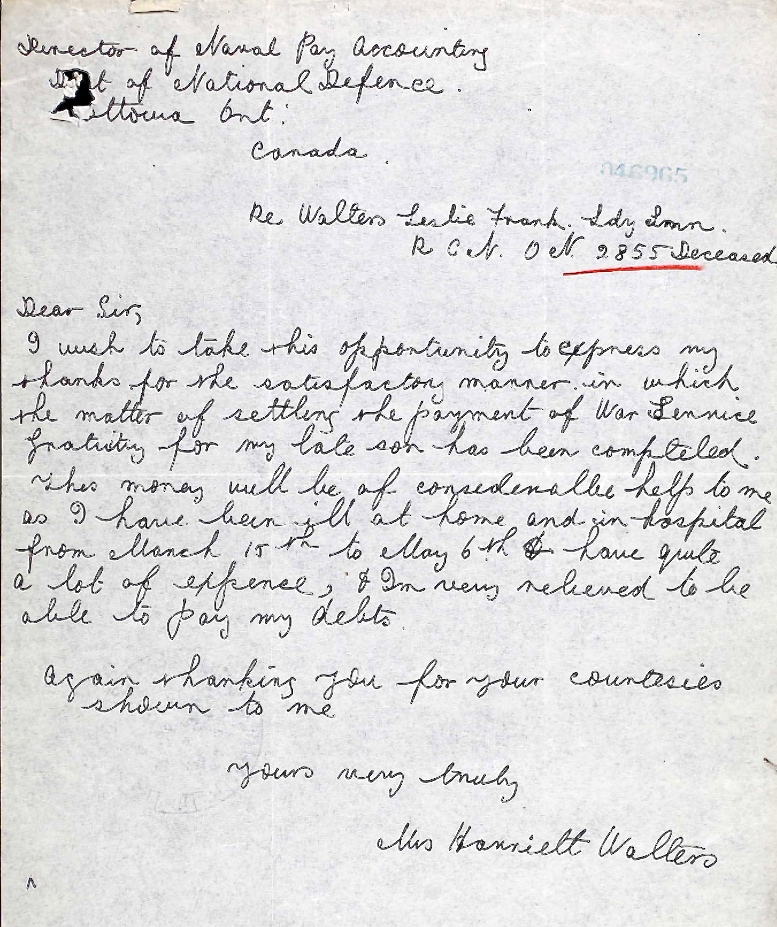 Director of Naval Pay Accounting
Dept of National Defence.
Ottowa Ont:
Canada.
046965
Re Walters Leslie Frank. Ldg Smn.
R C N. O N. 2855 Deceased
Dear Sir,
I wish to take this opportunity to express my
thanks for the satisfactory manner in which
the matter of settling the payment of War Service
Gratuity for my late son has been completed.
This money will be of considerable help to me
as I have been ill at home and in hospital
from March 15th to May 6th & have quite
a lot of expence, & I'm very relieved to be
able to pay my debts.
Again thanking you for your courtesies
shown to me
Yours very truly
Mrs Harriett Walters